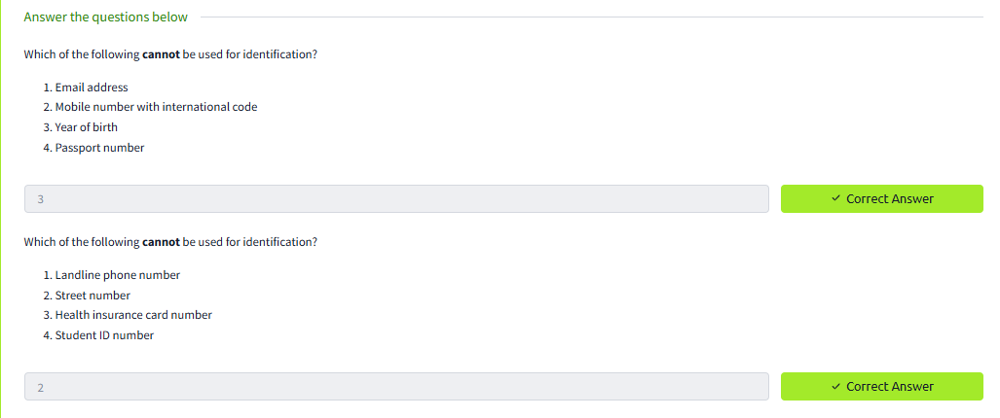 Answer the questions below
Which of the following cannot be used for identification?
1. Email address
2. Mobile number with international code
3. Year of birth
4. Passport number
3
✓ Correct Answer
Which of the following cannot be used for identification?
1. Landline phone number
2. Street number
3. Health insurance card number
4. Student ID number
2
✓ Correct Answer